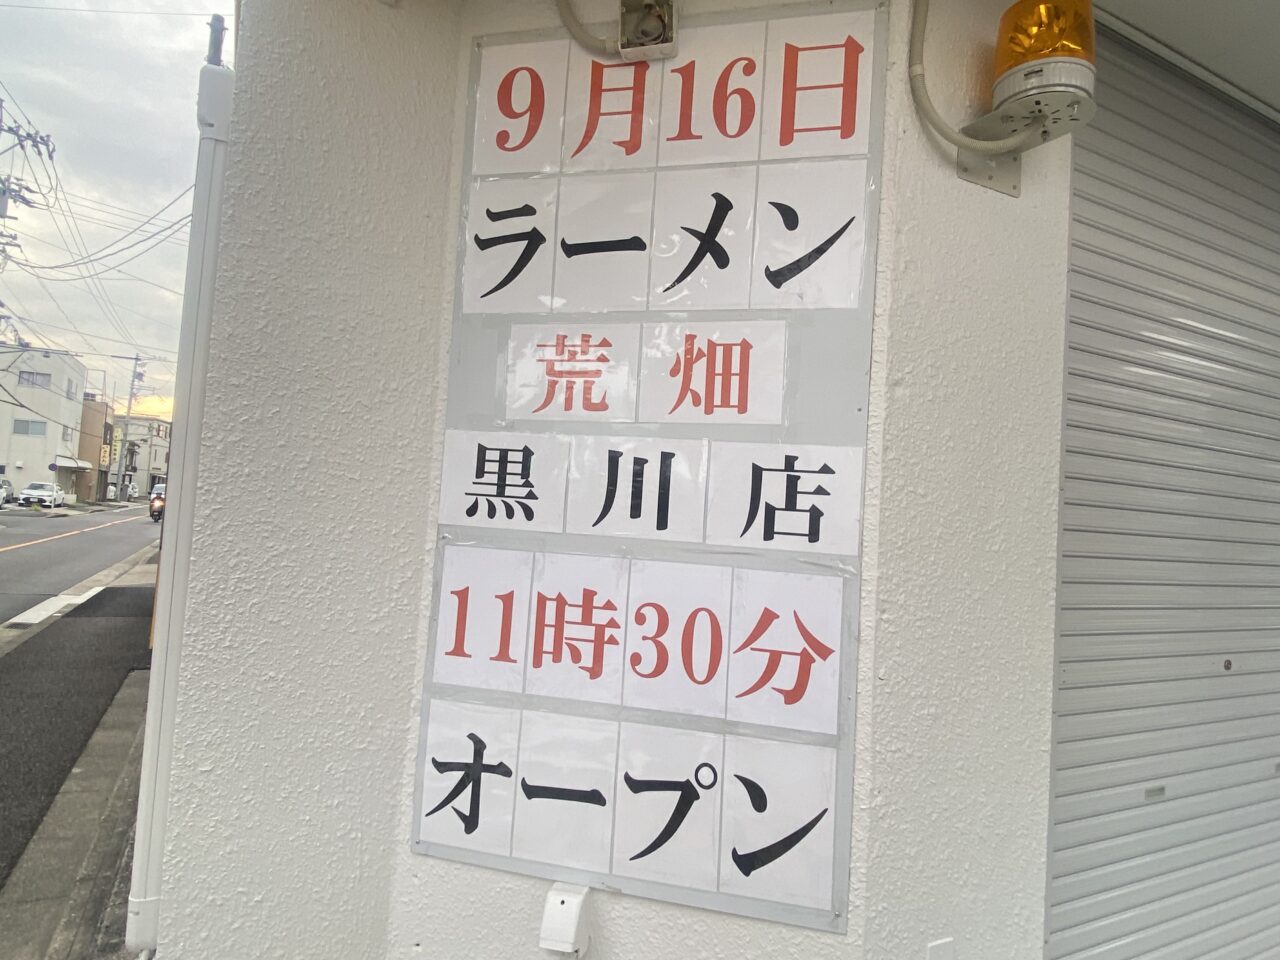 9月16日
ラーメン
荒畑
黒川店
11時30分
オープン